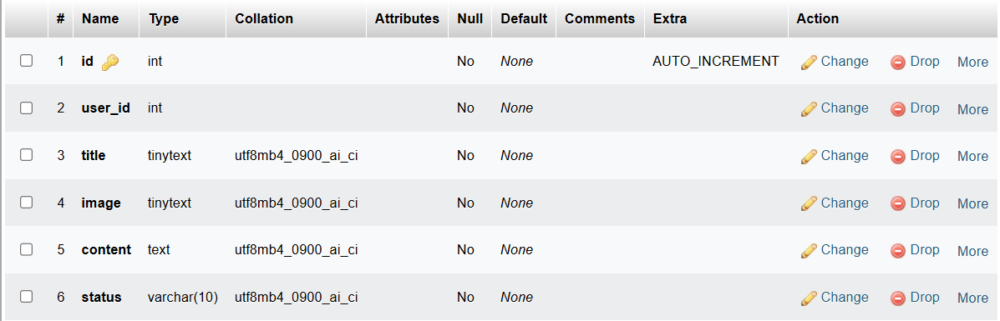 # Name Type Collation Attributes Null Default Comments Extra Action
1 id int No None AUTO_INCREMENT Change Drop More
2 user_id int No None Change Drop More
3 title tinytext utf8mb4_0900_ai_ci No None Change Drop More
4 image tinytext utf8mb4_0900_ai_ci No None Change Drop More
5 content text utf8mb4_0900_ai_ci No None Change Drop More
6 status varchar(10) utf8mb4_0900_ai_ci No None Change Drop More